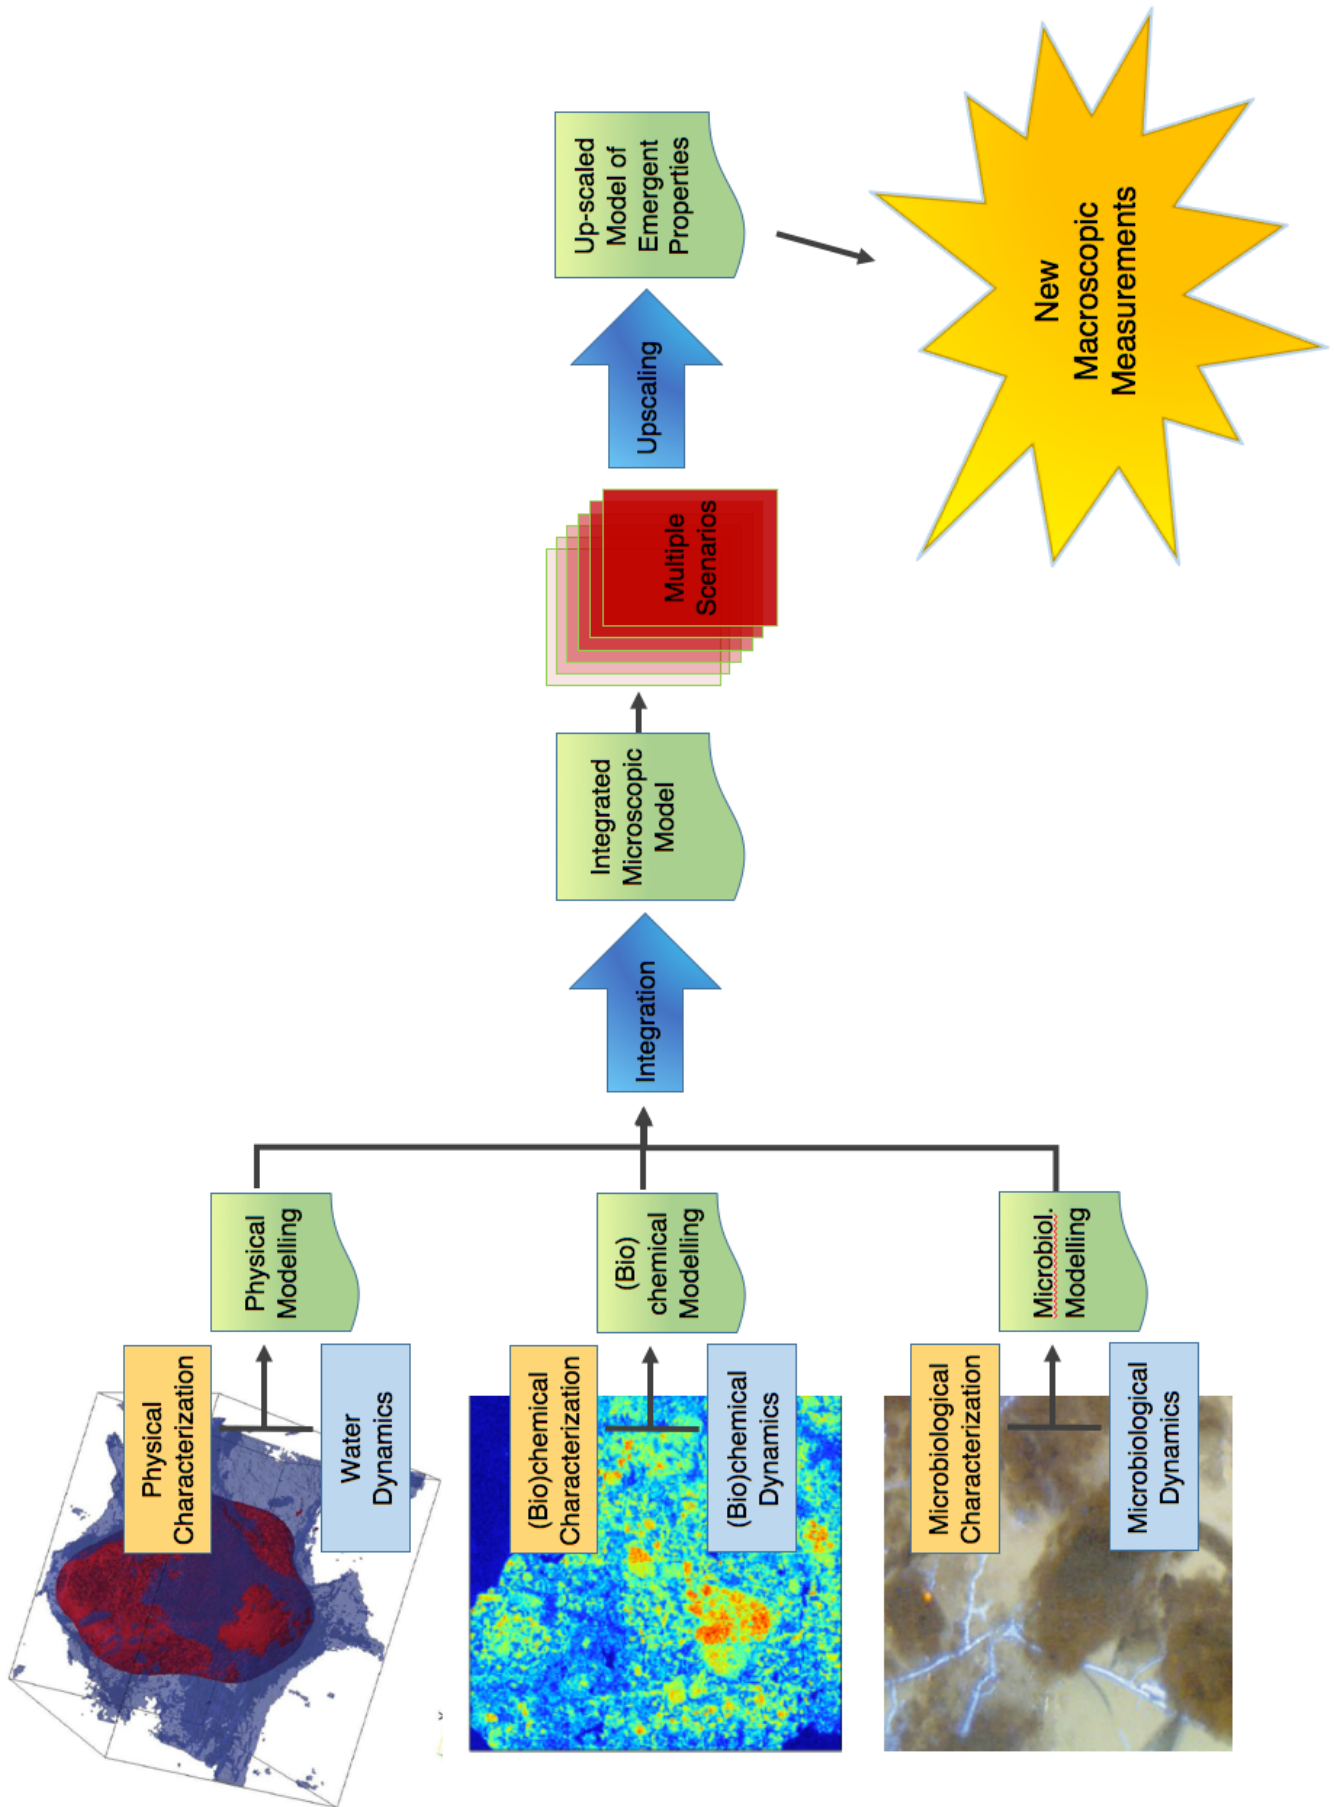 Physical
Characterization
Water
Dynamics
Physical
Modelling
(Bio)chemical
Characterization
(Bio)chemical
Dynamics
(Bio)
chemical
Modelling
Microbiological
Characterization
Microbiological
Dynamics
Microbiol.
Modelling
Integration
Integrated
Microscopic
Model
Multiple
Scenarios
Upscaling
Up-scaled
Model of
Emergent
Properties
New
Macroscopic
Measurements